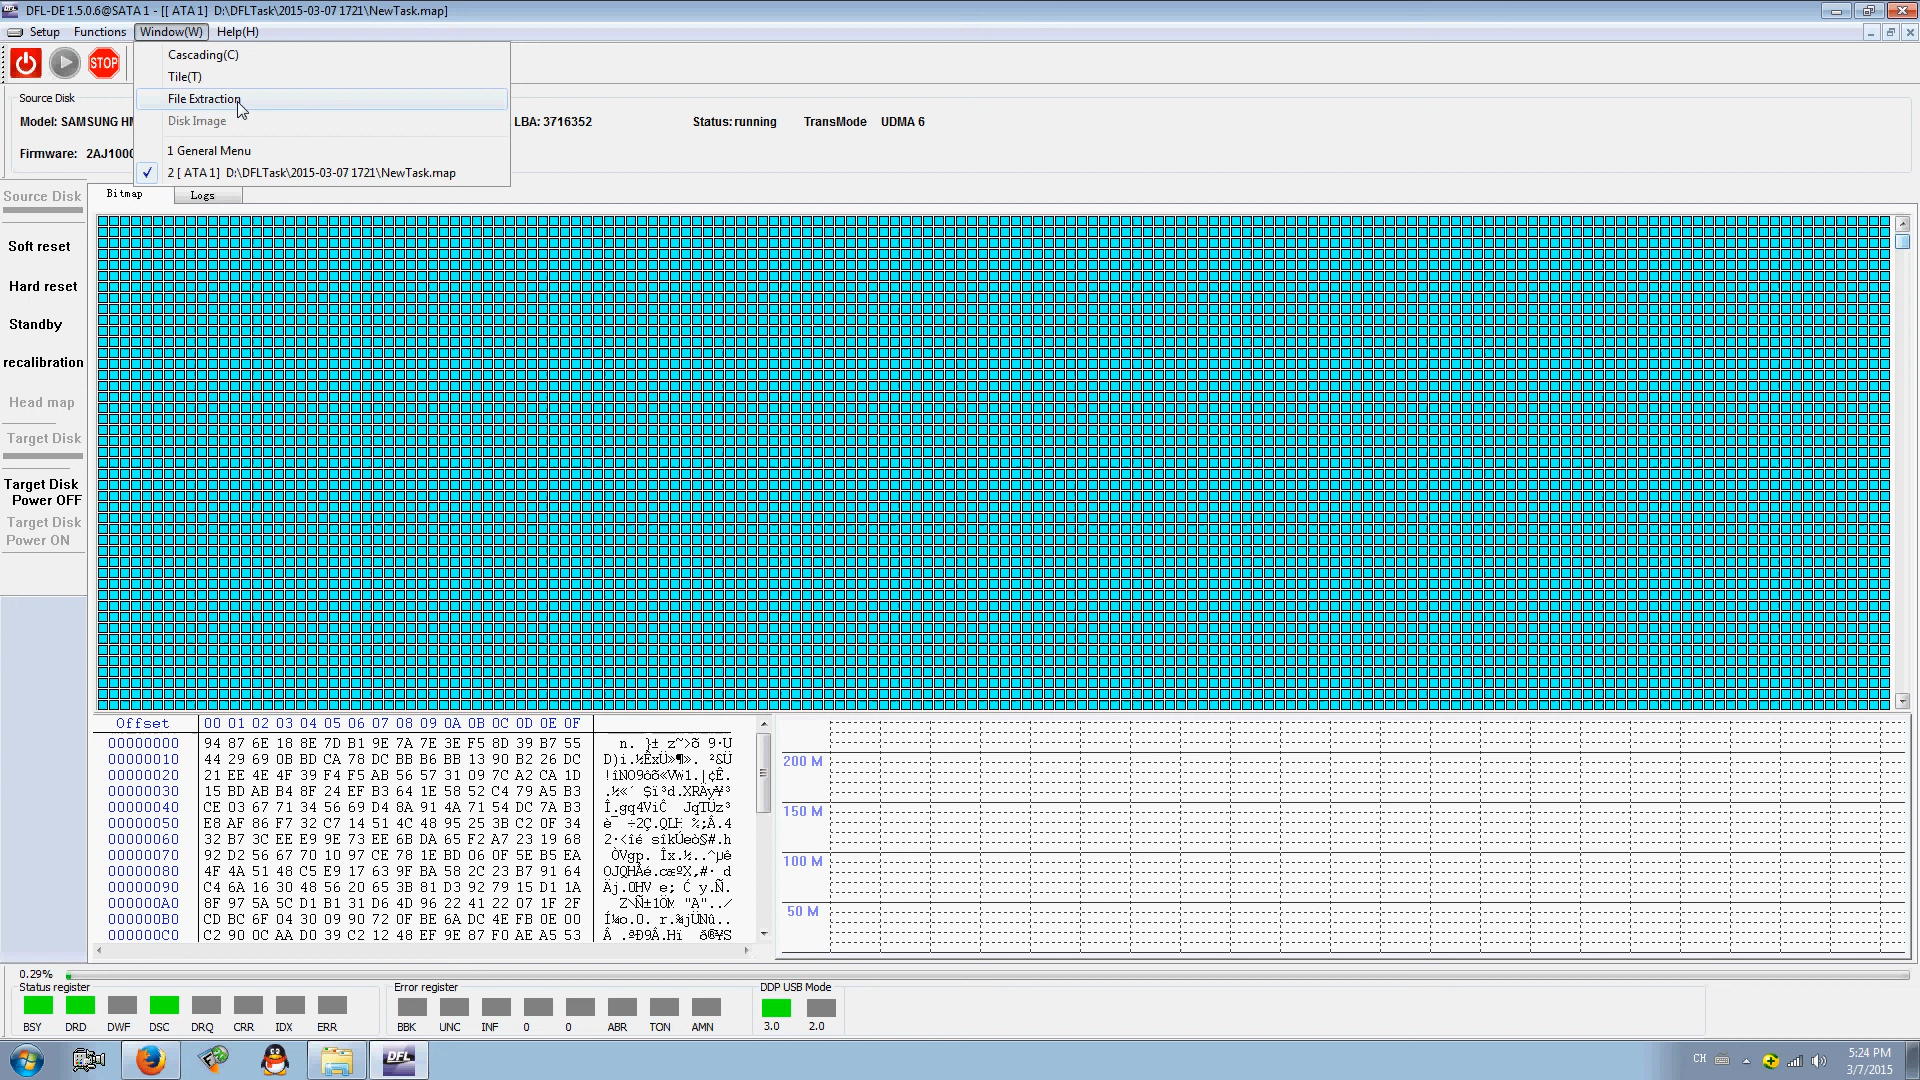 DFL-DE 1.5.0.6@SATA 1 - [[ ATA 1]  D:\DFLTask\2015-03-07 1721\NewTask.map]
Setup Functions Window(W) Help(H)
STOP
Cascading(C)
Tile(T)
File Extraction
Disk Image
1 General Menu
2 [ ATA 1]  D:\DFLTask\2015-03-07 1721\NewTask.map
Source Disk
Model: SAMSUNG LBA: 3716352 Status: running TransMode UDMA 6
Firmware: 2AJ1000
Source Disk
Bitmap Logs
Soft reset
Hard reset
Standby
recalibration
Head map
Target Disk
Target Disk
Power OFF
Target Disk
Power ON
Offset 00 01 02 03 04 05 06 07 08 09 0A 0B 0C 0D 0E 0F
00000000 94 87 6E 18 8E 7D B1 9E 7A 7E 3E F5 8D 39 B7 55
00000010 44 29 69 0B BD CA 78 DC BB B6 BB 13 90 B2 26 DC
00000020 21 EE 4E 4F 39 F4 F5 AB 56 57 31 09 7C A2 CA 1D
00000030 15 BD AB B4 8F 24 EF B3 64 1E 58 52 C4 79 A5 B3
00000040 CE 03 67 71 34 56 69 D4 8A 91 4A 71 54 DC 7A B3
00000050 E8 AF 86 F7 32 C7 14 51 4C 48 95 25 3B C2 0F 34
00000060 32 B7 3C EE E9 9E 73 EE 6B DA 65 F2 A7 23 19 68
00000070 92 D2 56 67 70 10 97 CE 78 1E BD 06 0F 5E B5 EA
00000080 4F 4A 51 48 C5 E9 17 63 9F BA 58 2C 23 B7 91 64
00000090 C4 6A 16 30 48 56 20 65 3B 81 D3 92 79 15 D1 1A
000000A0 8F 97 5A 5C D1 B1 31 D6 4D 96 22 41 22 07 1F 2F
000000B0 CD BC 6F 04 30 09 90 72 0F BE 6A DC 4E FB 0E 00
000000C0 C2 90 0C AA D0 39 C2 12 48 EF 9E 87 F0 AE A5 53
200 M
150 M
100 M
50 M
0.29%
Status register Error register DDP USB Mode
BSY DRD DWF DSC DRQ CRR IDX ERR BBK UNC INF 0 0 ABR TON AMN 3.0 2.0
DFL
CH
5:24 PM
3/7/2015